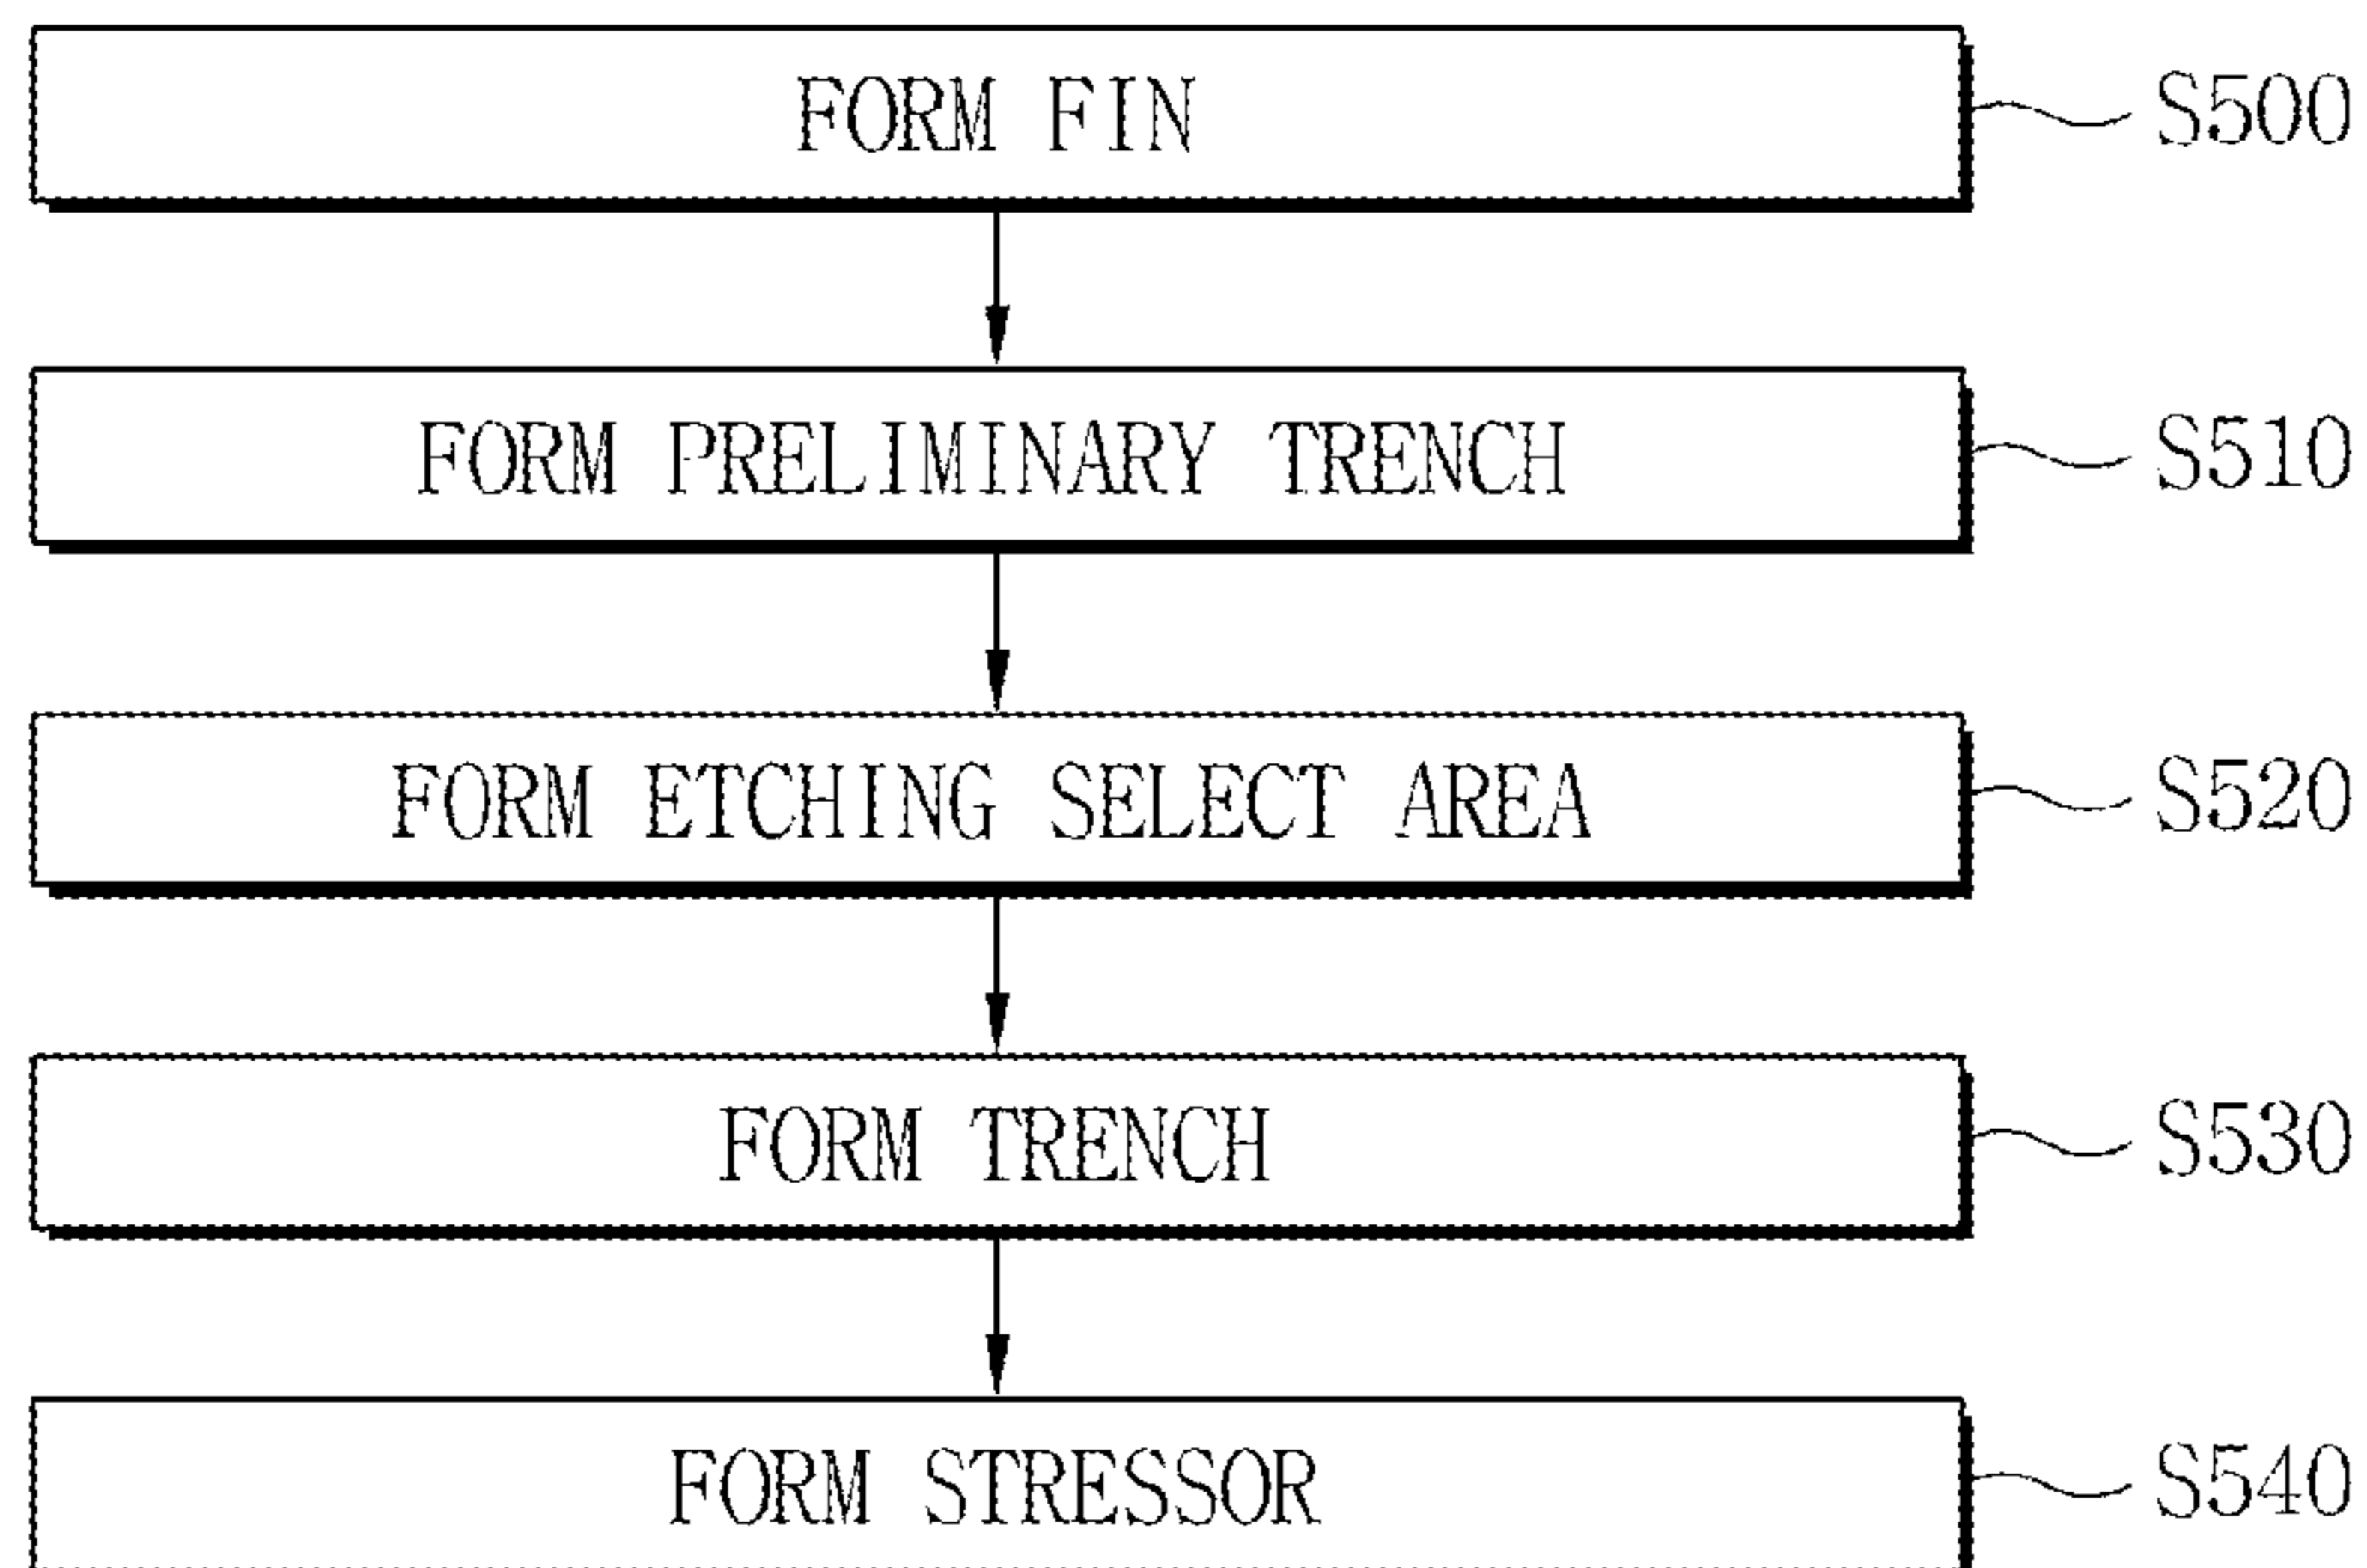 FORM FIN S500
FORM PRELIMINARY TRENCH S510
FORM ETCHING SELECT AREA S520
FORM TRENCH S530
FORM STRESSOR S540